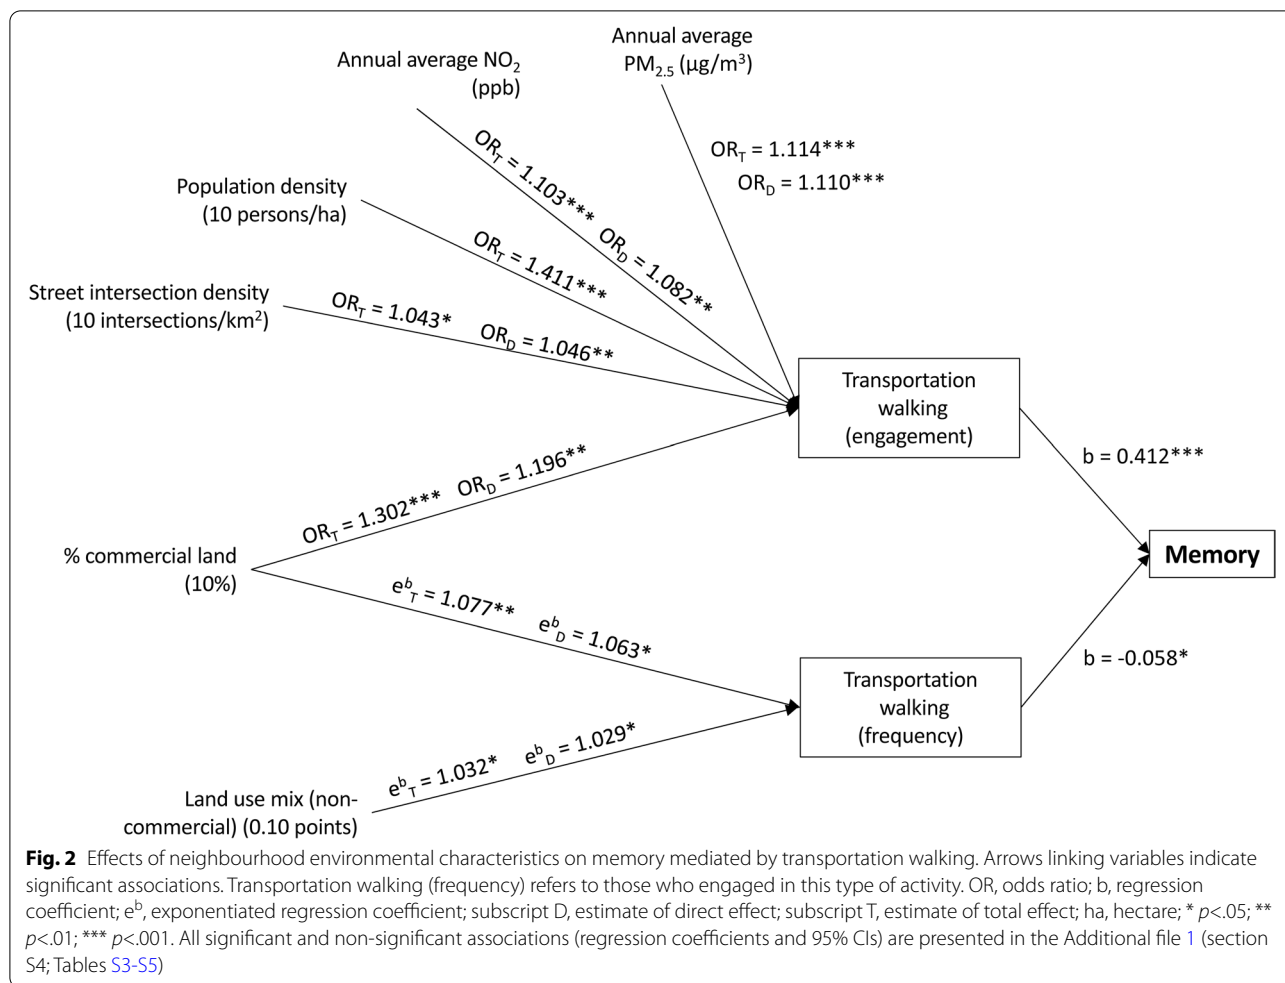 Annual average
PM2.5 (µg/m³)
Annual average NO2
(ppb)
ORT = 1.103***
ORD = 1.082**
ORT = 1.114***
ORD = 1.110***
Population density
(10 persons/ha)
ORT = 1.411***
Street intersection density
(10 intersections/km²)
ORT = 1.043*
ORD = 1.046**
Transportation
walking
(engagement)
b = 0.412***
ORT = 1.302***
ORD = 1.196**
% commercial land
(10%)
Memory
e^b_T = 1.077**
e^b_D = 1.063*
b = -0.058*
Transportation
walking
(frequency)
e^b_T = 1.032*
e^b_D = 1.029*
Land use mix (non-
commercial) (0.10 points)
Fig. 2 Effects of neighbourhood environmental characteristics on memory mediated by transportation walking. Arrows linking variables indicate
significant associations. Transportation walking (frequency) refers to those who engaged in this type of activity. OR, odds ratio; b, regression
coefficient; e^b, exponentiated regression coefficient; subscript D, estimate of direct effect; subscript T, estimate of total effect; ha, hectare; * p<.05; **
p<.01; *** p<.001. All significant and non-significant associations (regression coefficients and 95% CIs) are presented in the Additional file 1 (section
S4; Tables S3-S5)